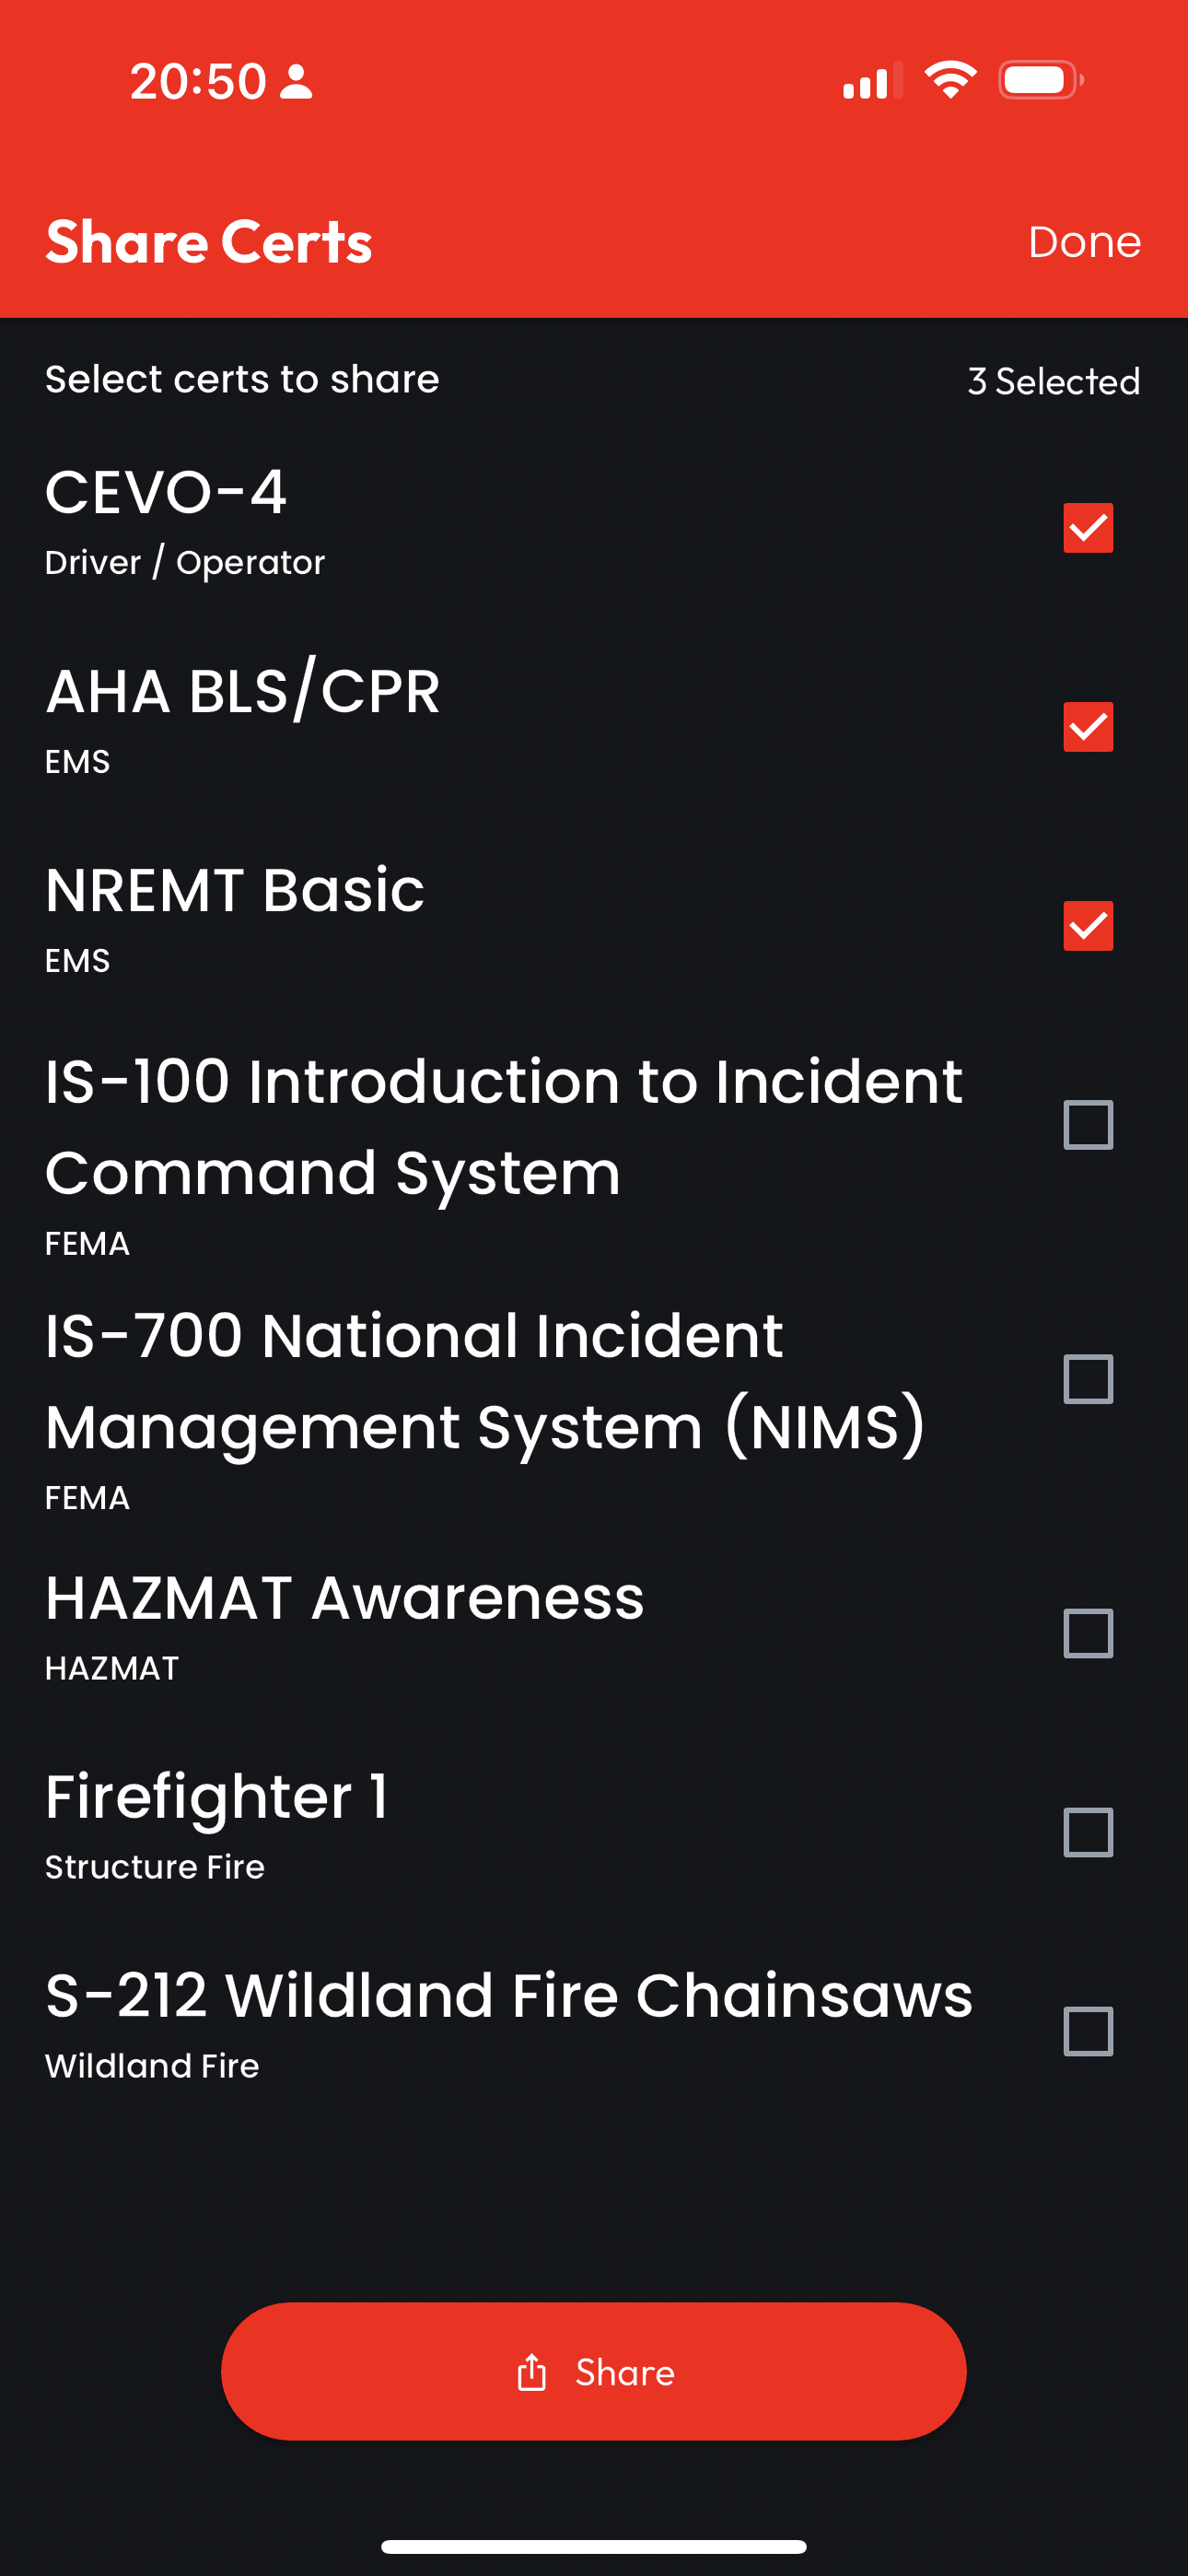 20:50
Share Certs
Done
Select certs to share
3 Selected
CEVO-4
Driver / Operator
AHA BLS/CPR
EMS
NREMT Basic
EMS
IS-100 Introduction to Incident
Command System
FEMA
IS-700 National Incident
Management System (NIMS)
FEMA
HAZMAT Awareness
HAZMAT
Firefighter 1
Structure Fire
S-212 Wildland Fire Chainsaws
Wildland Fire
Share